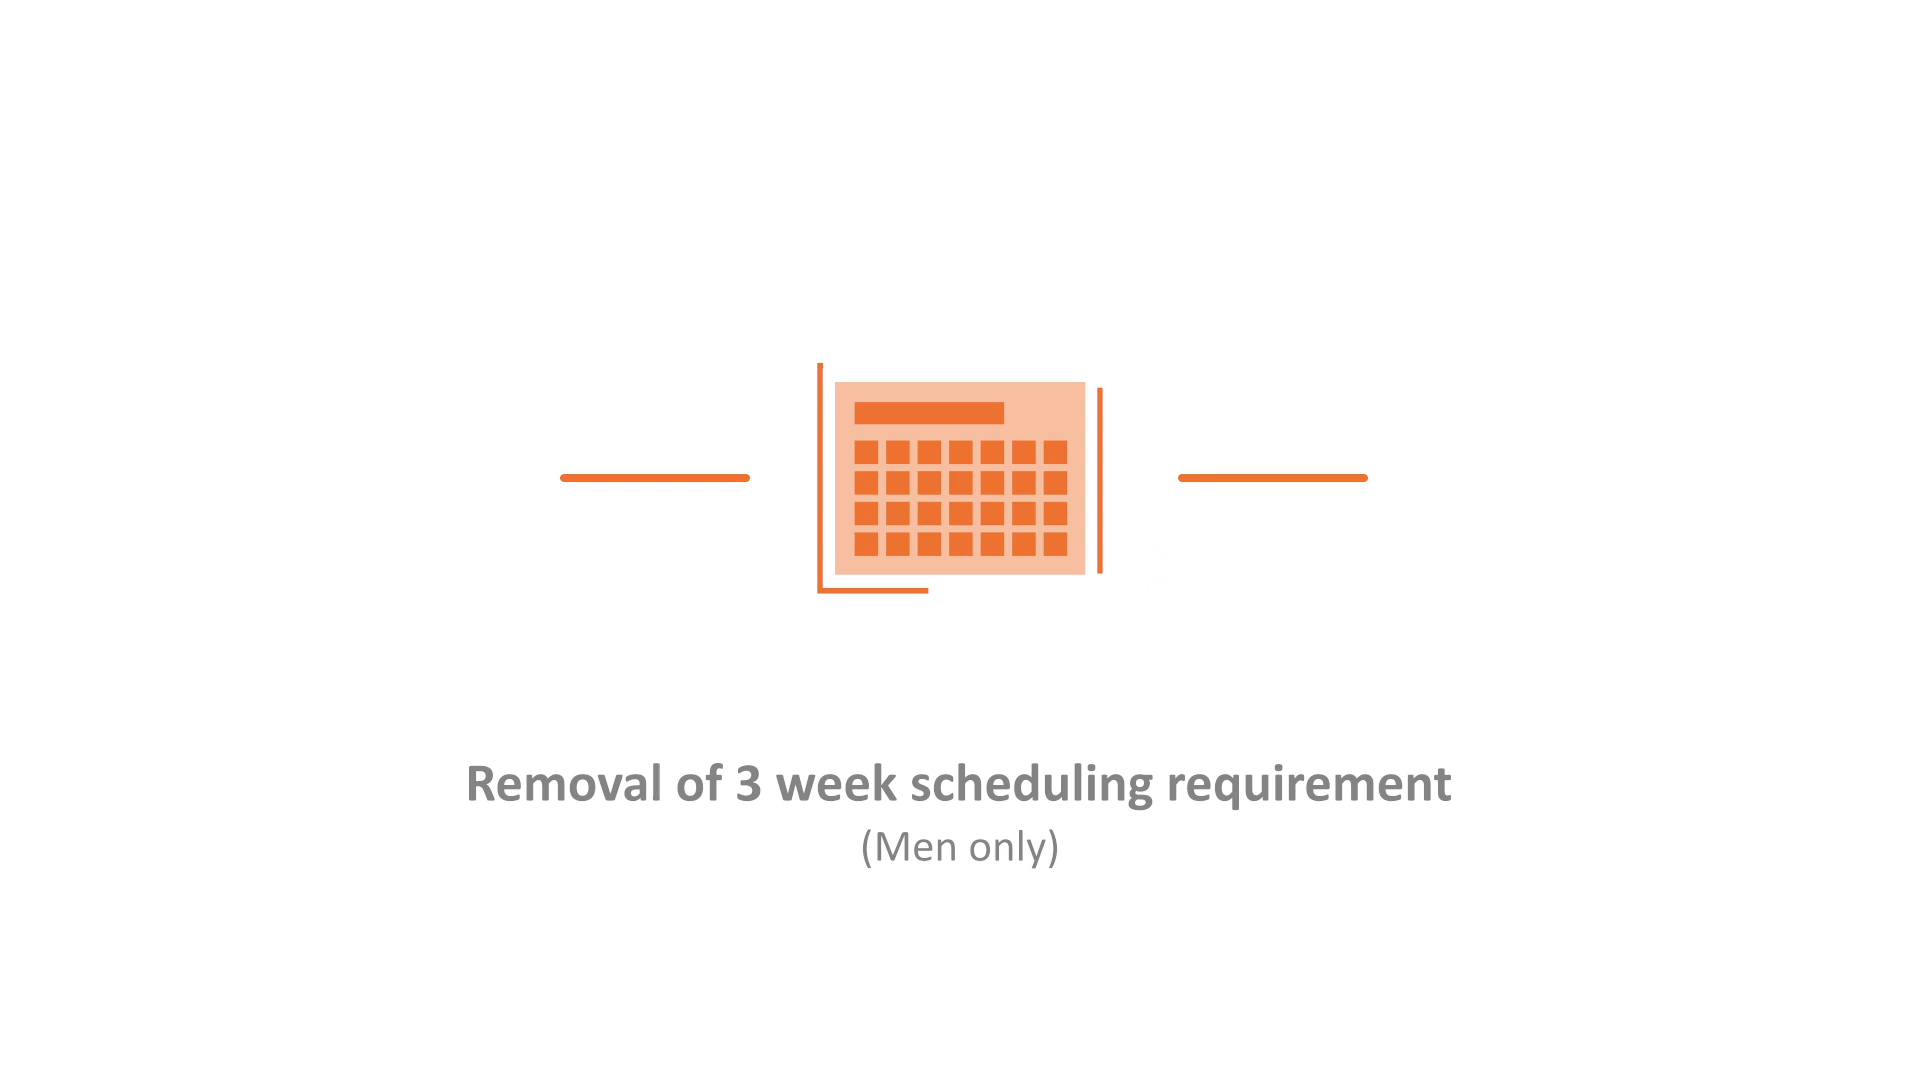 Removal of 3 week scheduling requirement
(Men only)